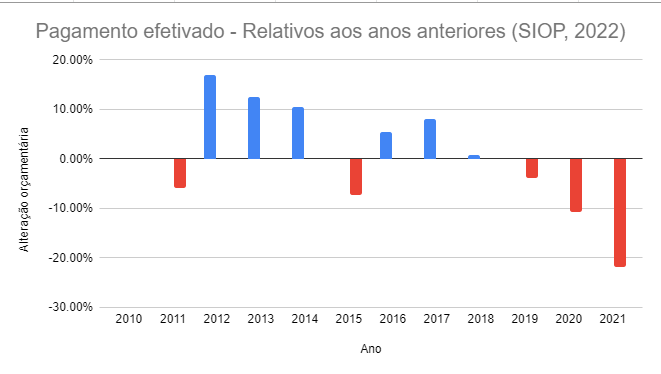 Pagamento efetivado - Relativos aos anos anteriores (SIOP, 2022)
20.00%
10.00%
0.00%
-10.00%
-20.00%
-30.00%
Alteração orçamentária
2010 2011 2012 2013 2014 2015 2016 2017 2018 2019 2020 2021
Ano